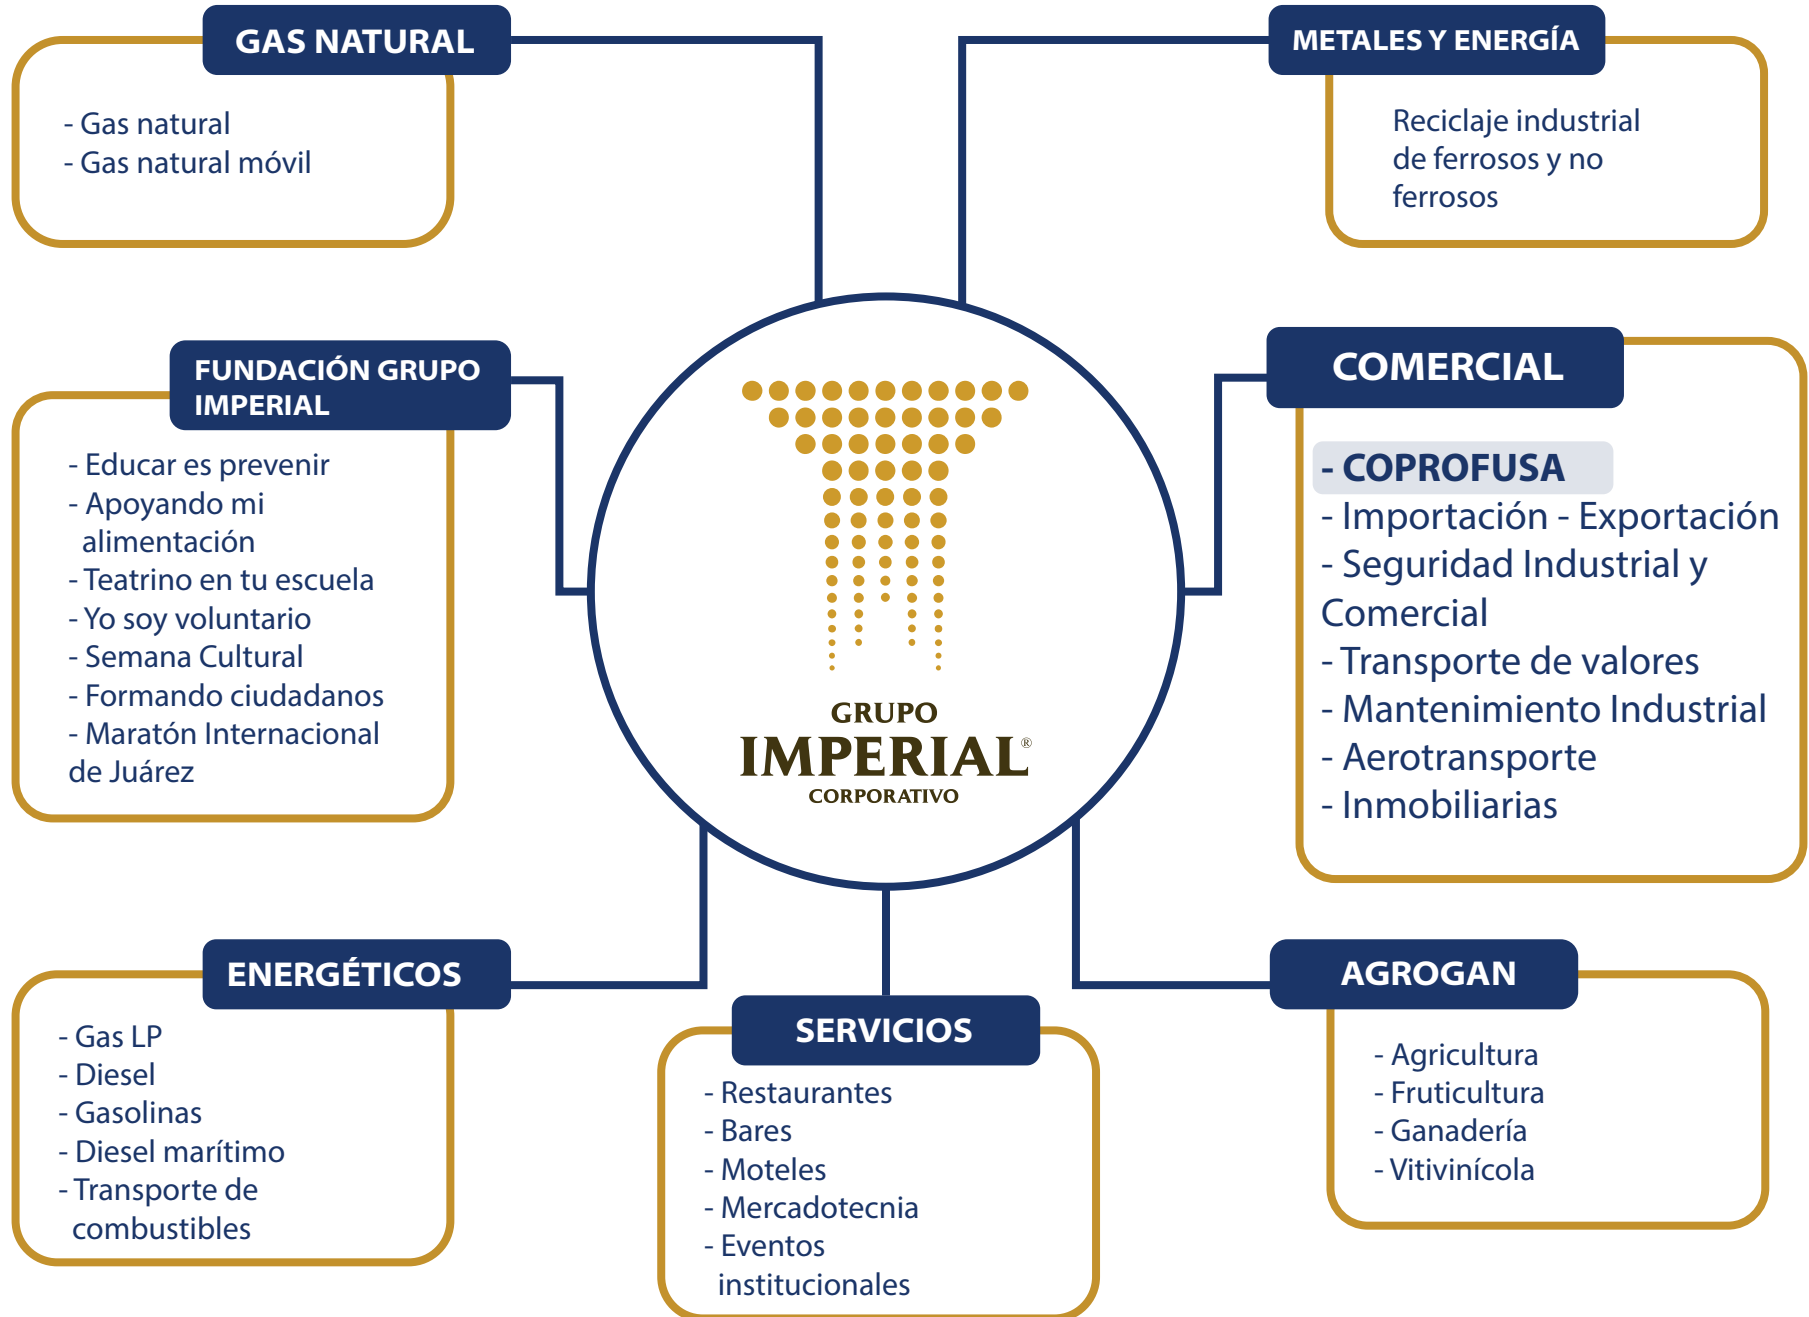 GAS NATURAL
- Gas natural
- Gas natural móvil
METALES Y ENERGÍA
Reciclaje industrial
de ferrosos y no
ferrosos
FUNDACIÓN GRUPO
IMPERIAL
- Educar es prevenir
- Apoyando mi
alimentación
- Teatrino en tu escuela
- Yo soy voluntario
- Semana Cultural
- Formando ciudadanos
- Maratón Internacional
de Juárez
GRUPO
IMPERIAL®
CORPORATIVO
COMERCIAL
- COPROFUSA
- Importación - Exportación
- Seguridad Industrial y
Comercial
- Transporte de valores
- Mantenimiento Industrial
- Aerotransporte
- Inmobiliarias
ENERGÉTICOS
- Gas LP
- Diesel
- Gasolinas
- Diesel marítimo
- Transporte de
combustibles
SERVICIOS
- Restaurantes
- Bares
- Moteles
- Mercadotecnia
- Eventos
institucionales
AGROGAN
- Agricultura
- Fruticultura
- Ganadería
- Vitivinícola